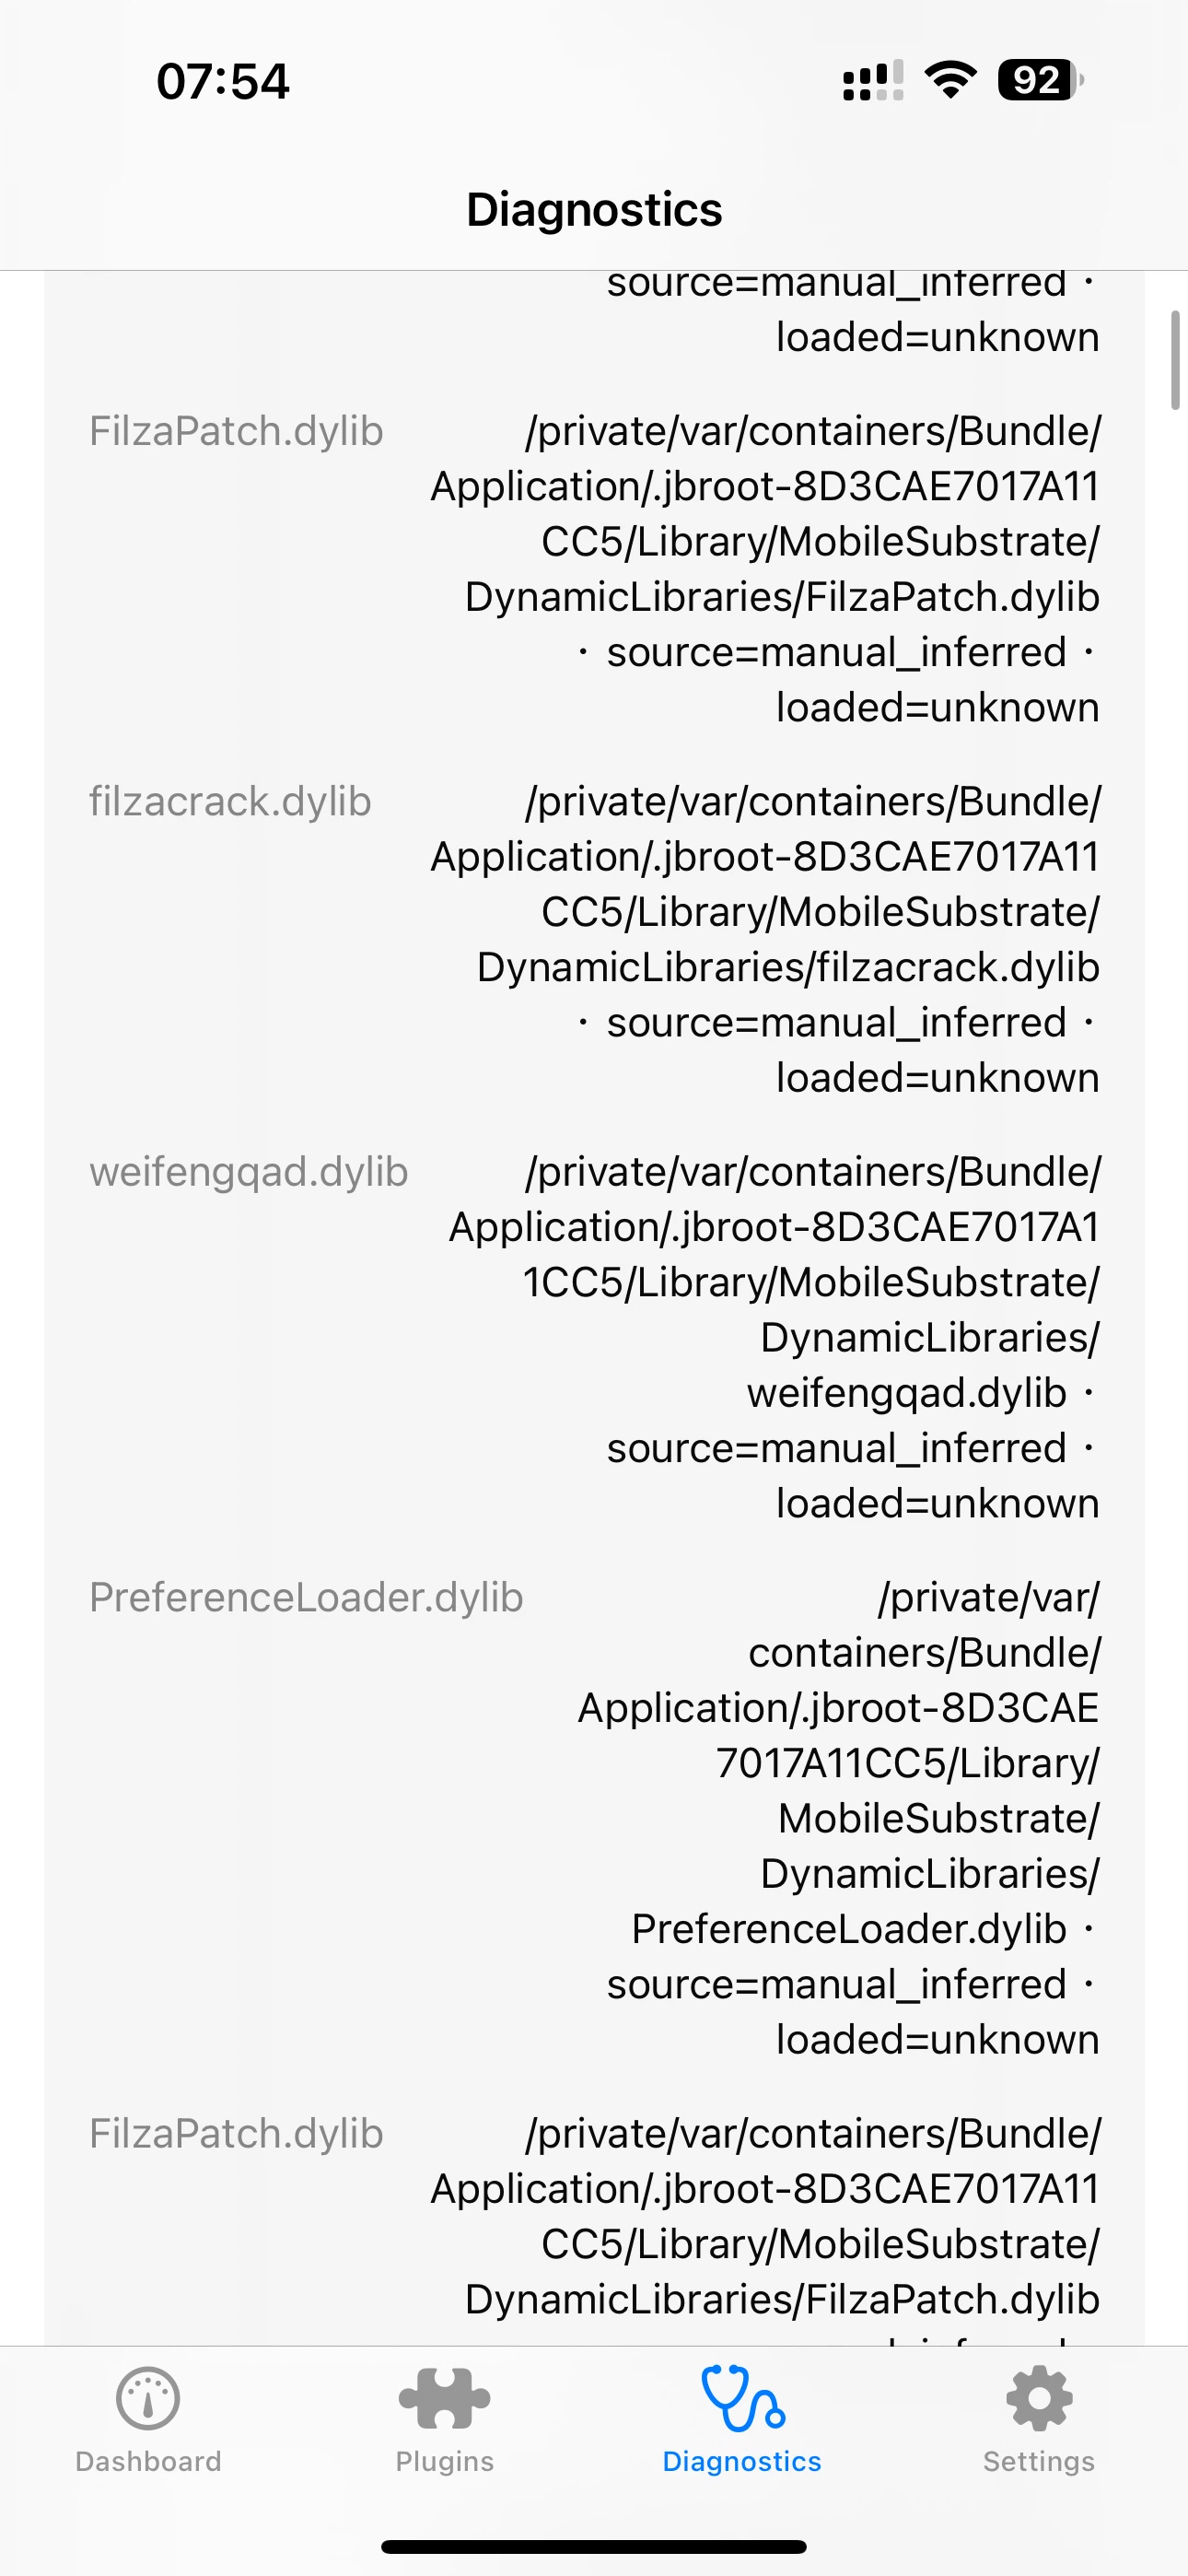 07:54
92
Diagnostics
source=manual_inferred ·
loaded=unknown
FilzaPatch.dylib
/private/var/containers/Bundle/
Application/.jbroot-8D3CAE7017A11
CC5/Library/MobileSubstrate/
DynamicLibraries/FilzaPatch.dylib
· source=manual_inferred ·
loaded=unknown
filzacrack.dylib
/private/var/containers/Bundle/
Application/.jbroot-8D3CAE7017A11
CC5/Library/MobileSubstrate/
DynamicLibraries/filzacrack.dylib
· source=manual_inferred ·
loaded=unknown
weifengqad.dylib
/private/var/containers/Bundle/
Application/.jbroot-8D3CAE7017A1
1CC5/Library/MobileSubstrate/
DynamicLibraries/
weifengqad.dylib ·
source=manual_inferred ·
loaded=unknown
PreferenceLoader.dylib
/private/var/
containers/Bundle/
Application/.jbroot-8D3CAE
7017A11CC5/Library/
MobileSubstrate/
DynamicLibraries/
PreferenceLoader.dylib ·
source=manual_inferred ·
loaded=unknown
FilzaPatch.dylib
/private/var/containers/Bundle/
Application/.jbroot-8D3CAE7017A11
CC5/Library/MobileSubstrate/
DynamicLibraries/FilzaPatch.dylib
Dashboard
Plugins
Diagnostics
Settings